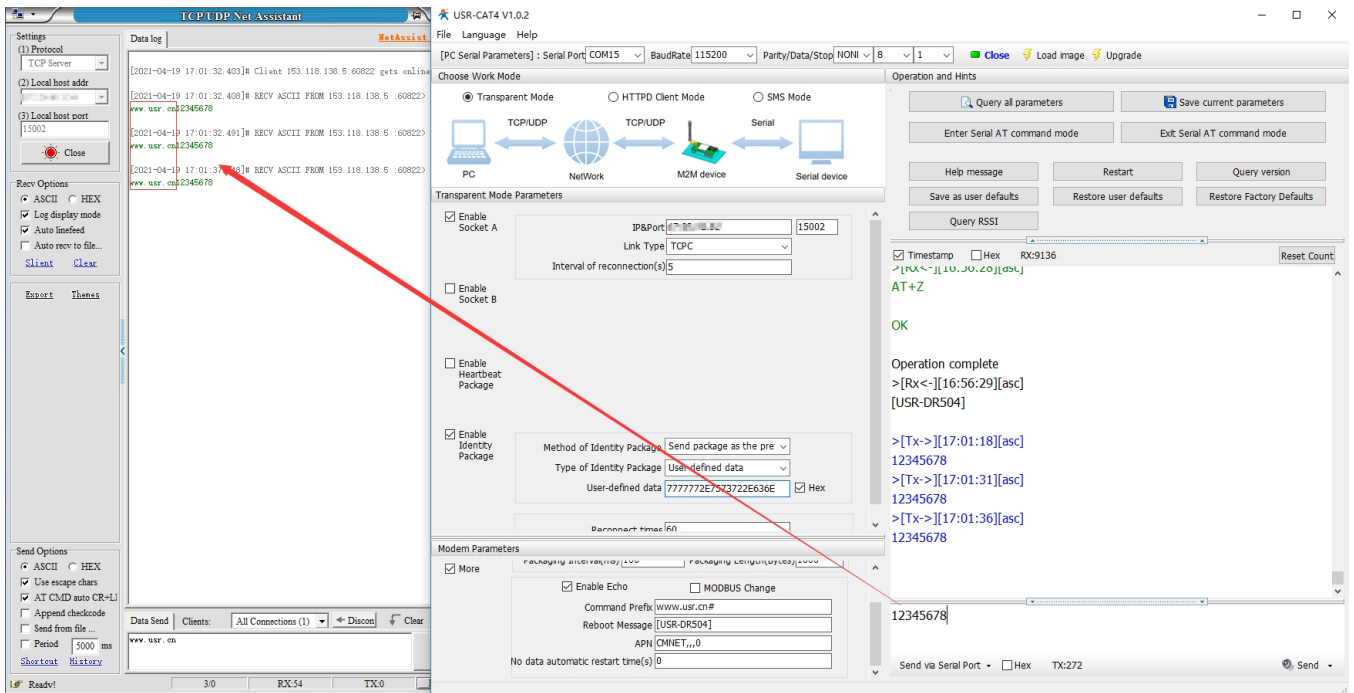 TCP/UDP Net Assistant
Settings
(1) Protocol
TCP Server
(2) Local host addr
(3) Local host port
15002
Close
Recv Options
ASCII HEX
Log display mode
Auto linefeed
Auto recv to file...
Slient Clear
Export Themes
Send Options
ASCII HEX
Use escape chars
AT CMD auto CR+LI
Append checkcode
Send from file ...
Period 5000 ms
Shortcut History
Ready!
Data log NetAssist
[2021-04-19 17:01:32.403]# Client 153.118.138.5:60822 gets online
[2021-04-19 17:01:32.408]# RECV ASCII FROM 153.118.138.5 :60822>
www.usr.cn12345678
[2021-04-19 17:01:32.491]# RECV ASCII FROM 153.118.138.5 :60822>
www.usr.cn12345678
RECV ASCII FROM 153.118.138.5 :60822>
www.usr.cn12345678
Data Send Clients: All Connections (1) Discon Clear
www.usr.cn
3/0 RX:54 TX:0
USR-CAT4 V1.0.2
File Language Help
[PC Serial Parameters] : Serial Port COM15 BaudRate 115200 Parity/Data/Stop NONI 8 1 Close Load image Upgrade
Choose Work Mode
Transparent Mode HTTPD Client Mode SMS Mode
TCP/UDP TCP/UDP Serial
PC NetWork M2M device Serial device
Transparent Mode Parameters
Enable
Socket A
IP&Port 15002
Link Type TCPC
Interval of reconnection(s) 5
Enable
Socket B
Enable
Heartbeat
Package
Enable
Identity
Package
Method of Identity Package Send package as the pre
Type of Identity Package User-defined data
User-defined data 7777772E7573722E636E Hex
Reconnect times 60
Modem Parameters
More
Packaging Interval(ms) 100 Packaging Length(bytes) 1000
Enable Echo MODBUS Change
Command Prefix www.usr.cn#
Reboot Message [USR-DR504]
APN CMNET,,,0
No data automatic restart time(s) 0
Operation and Hints
Query all parameters Save current parameters
Enter Serial AT command mode Exit Serial AT command mode
Help message Restart Query version
Save as user defaults Restore user defaults Restore Factory Defaults
Query RSSI
Timestamp Hex RX:9136 Reset Count
>[Rx<-][16:56:28][asc]
AT+Z
OK
Operation complete
>[Rx<-][16:56:29][asc]
[USR-DR504]
>[Tx->][17:01:18][asc]
12345678
>[Tx->][17:01:31][asc]
12345678
>[Tx->][17:01:36][asc]
12345678
12345678
Send via Serial Port Hex TX:272 Send